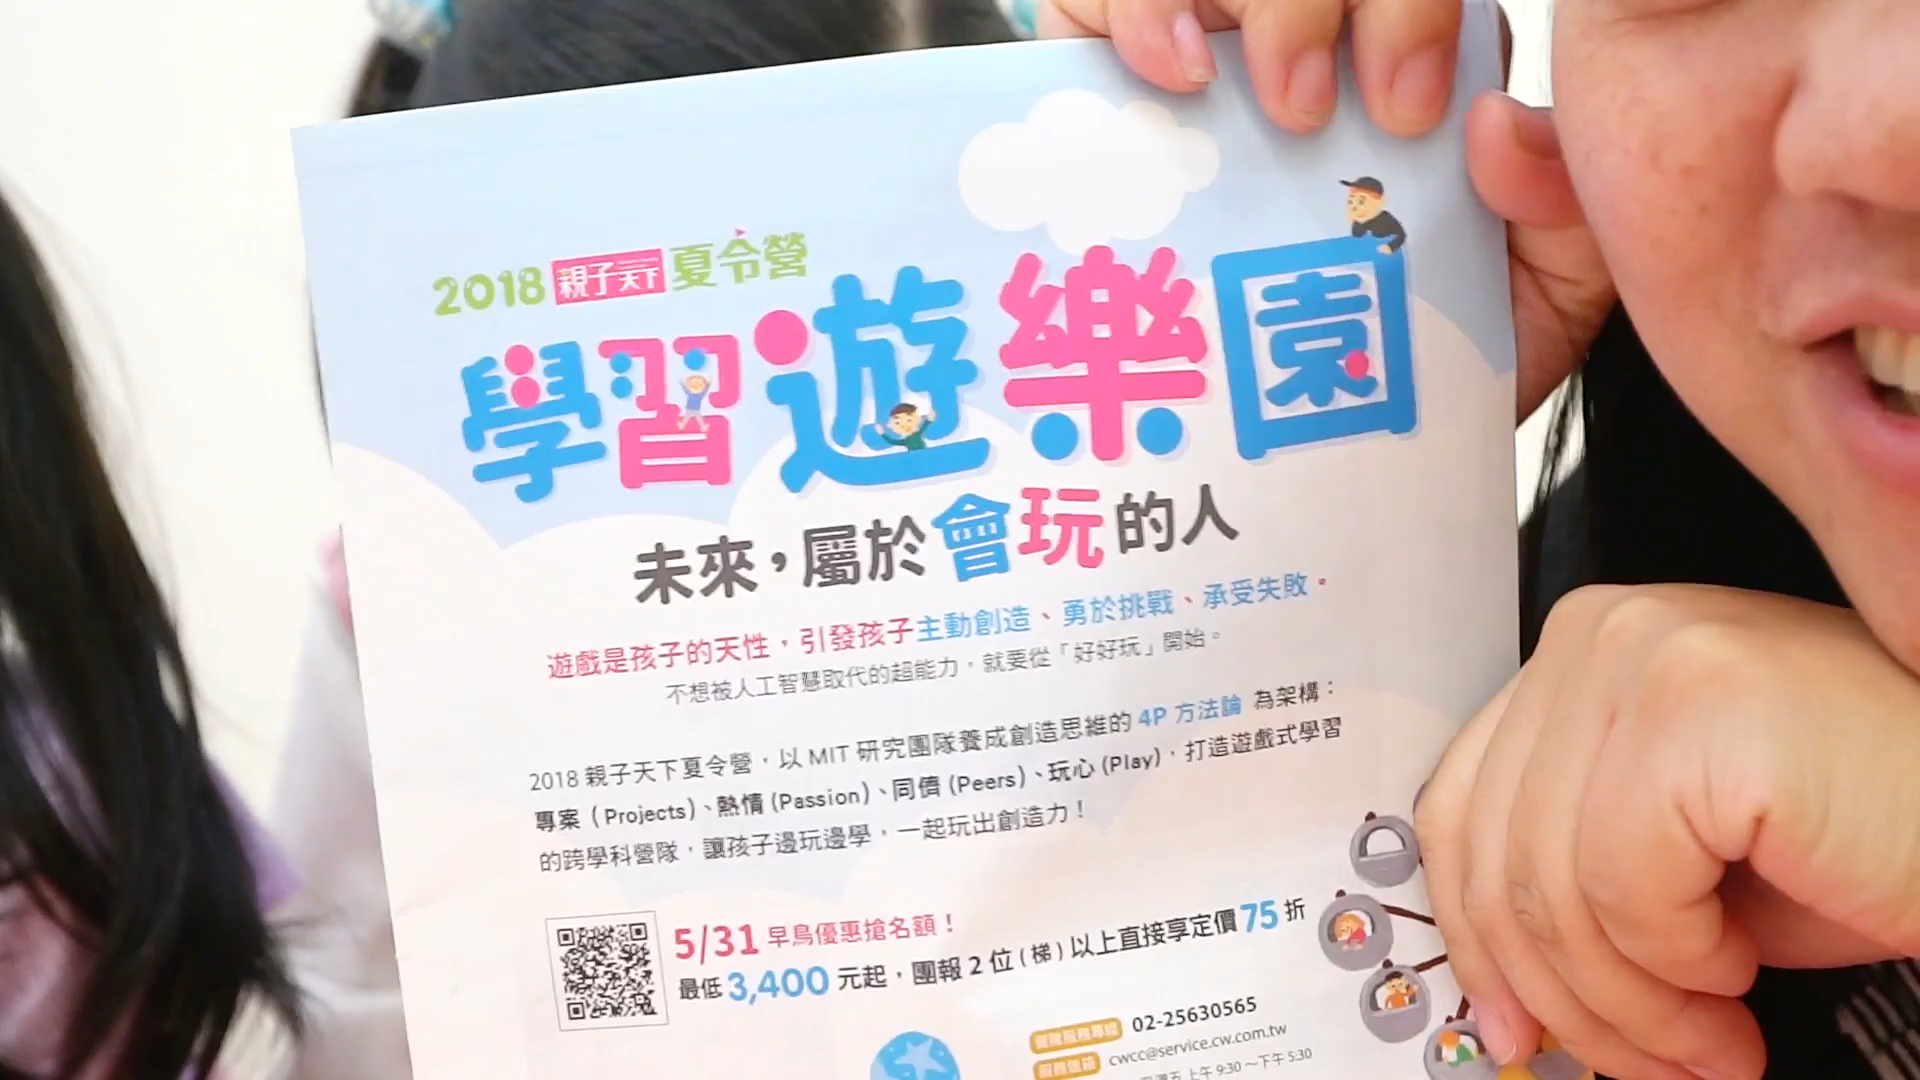 2018 親子天下 夏令營
學習遊樂園
未來，屬於會玩的人
遊戲是孩子的天性，引發孩子主動創造、勇於挑戰、承受失敗。
不想被人工智慧取代的超能力，就要從「好好玩」開始。
2018 親子天下夏令營，以 MIT 研究團隊養成創造思維的 4P 方法論 為架構：
專案（Projects）、熱情（Passion）、同儕（Peers）、玩心（Play），打造遊戲式學習
的跨學科營隊，讓孩子邊玩邊學，一起玩出創造力！
5/31 早鳥優惠搶名額！
最低 3,400 元起，團報 2 位（梯）以上直接享定價 75 折
02-25630565
服務信箱 cwcc@service.cw.com.tw
上午 9:30 ～下午 5:30